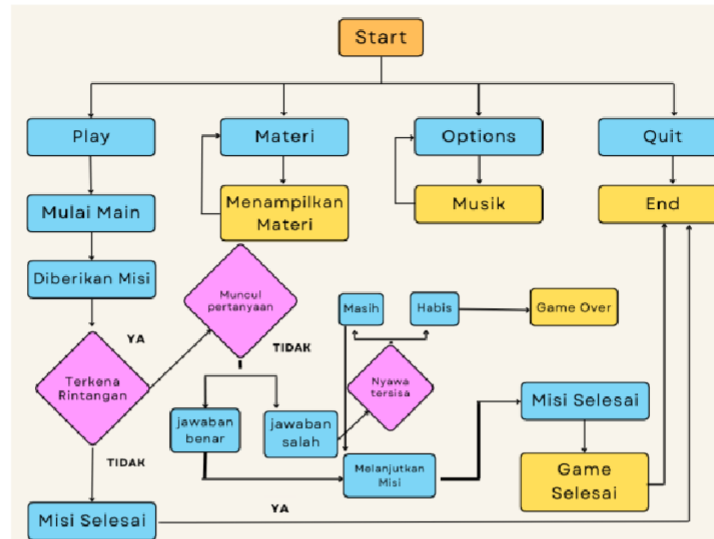 Start
Play
Materi
Options
Quit
Mulai Main
Menampilkan
Materi
Musik
End
Diberikan Misi
Muncul
pertanyaan
Masih
Habis
Game Over
YA
TIDAK
Terkena
Rintangan
Nyawa
tersisa
jawaban
benar
jawaban
salah
Misi Selesai
TIDAK
Melanjutkan
Misi
Game
Selesai
Misi Selesai
YA